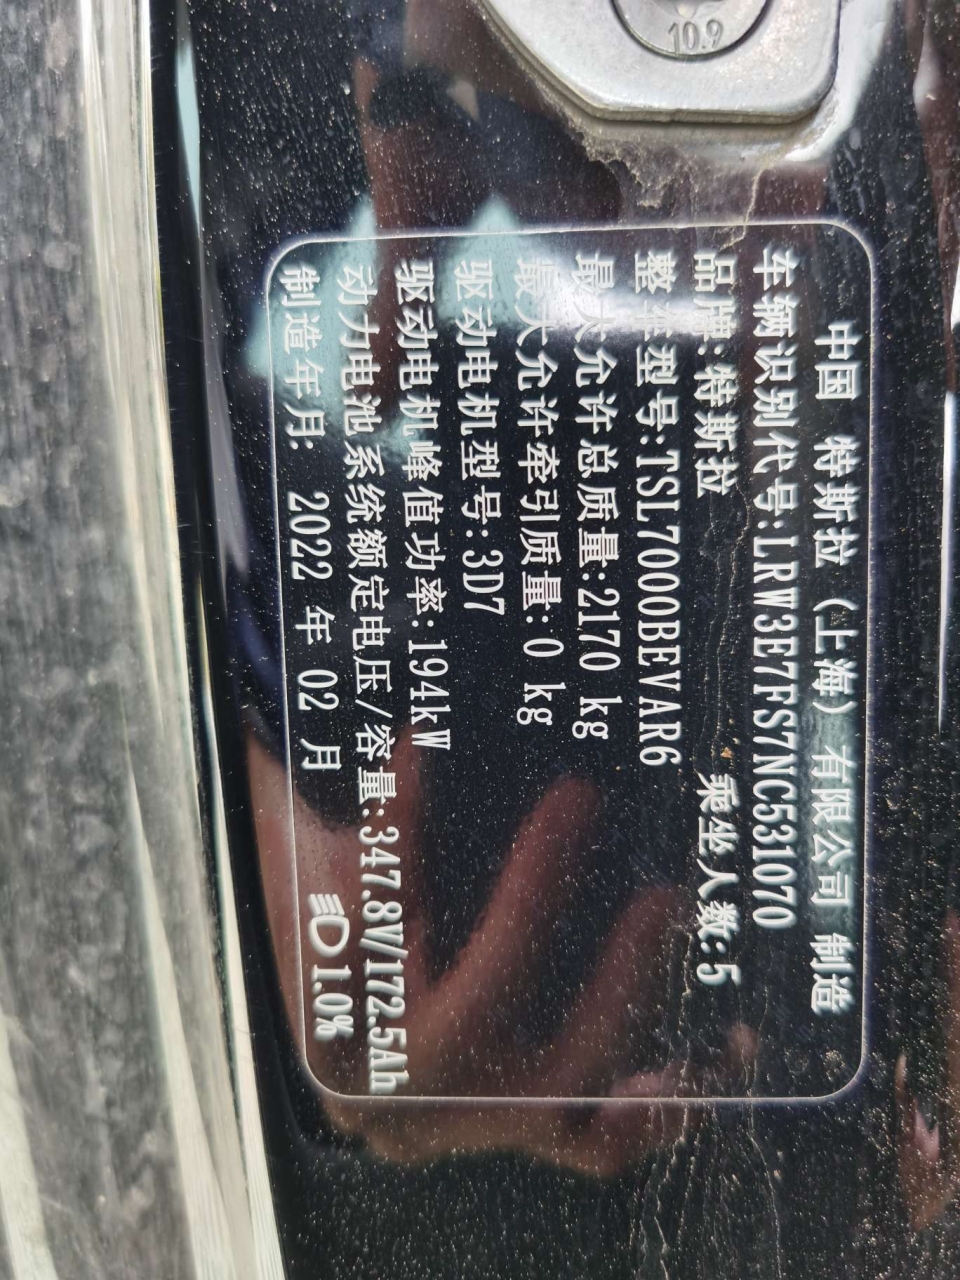 10.9
中国 特斯拉（上海）有限公司 制造
车辆识别代号:LRW3E7FS7NC531070
品牌:特斯拉 乘坐人数:5
整车型号:TSL7000BEVAR6
最大允许总质量:2170 kg
最大允许牵引质量: 0 kg
驱动电机型号:3D7
驱动电机峰值功率:194kW
动力电池系统额定电压/容量:347.8V/172.5Ah
制造年月: 2022 年 02 月 1.0%